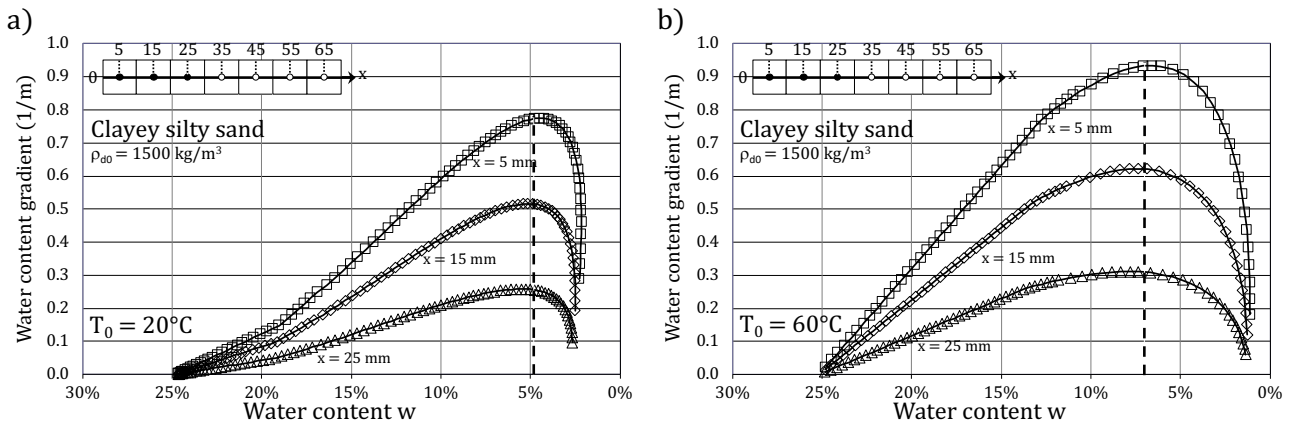 a)
Water content gradient (1/m)
1.0
0.9
0.8
0.7
0.6
0.5
0.4
0.3
0.2
0.1
0.0
5 15 25 35 45 55 65
0 x
Clayey silty sand
ρd0 = 1500 kg/m³
x = 5 mm
x = 15 mm
x = 25 mm
T0 = 20°C
30% 25% 20% 15% 10% 5% 0%
Water content w
b)
Water content gradient (1/m)
1.0
0.9
0.8
0.7
0.6
0.5
0.4
0.3
0.2
0.1
0.0
5 15 25 35 45 55 65
0 x
Clayey silty sand
ρd0 = 1500 kg/m³
x = 5 mm
x = 15 mm
x = 25 mm
T0 = 60°C
30% 25% 20% 15% 10% 5% 0%
Water content w